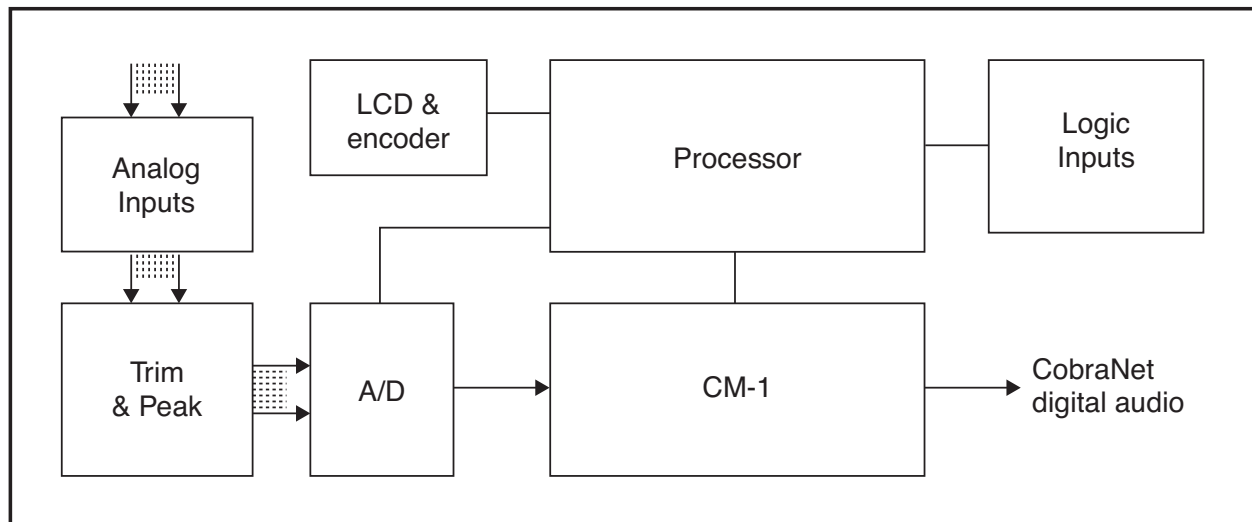 LCD &
encoder
Processor
Logic
Inputs
Analog
Inputs
Trim
& Peak
A/D
CM-1
CobraNet
digital audio